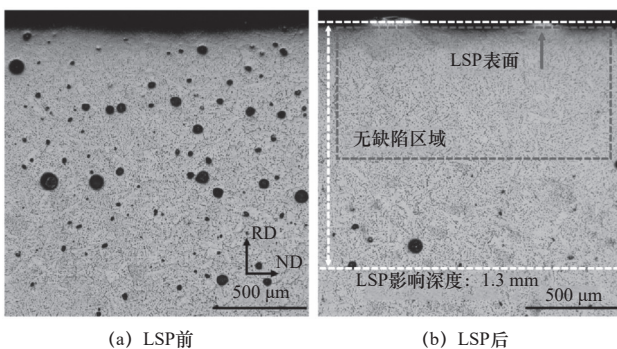 LSP表面
无缺陷区域
RD
ND
500 μm
LSP影响深度：1.3 mm
500 μm
(a) LSP前
(b) LSP后